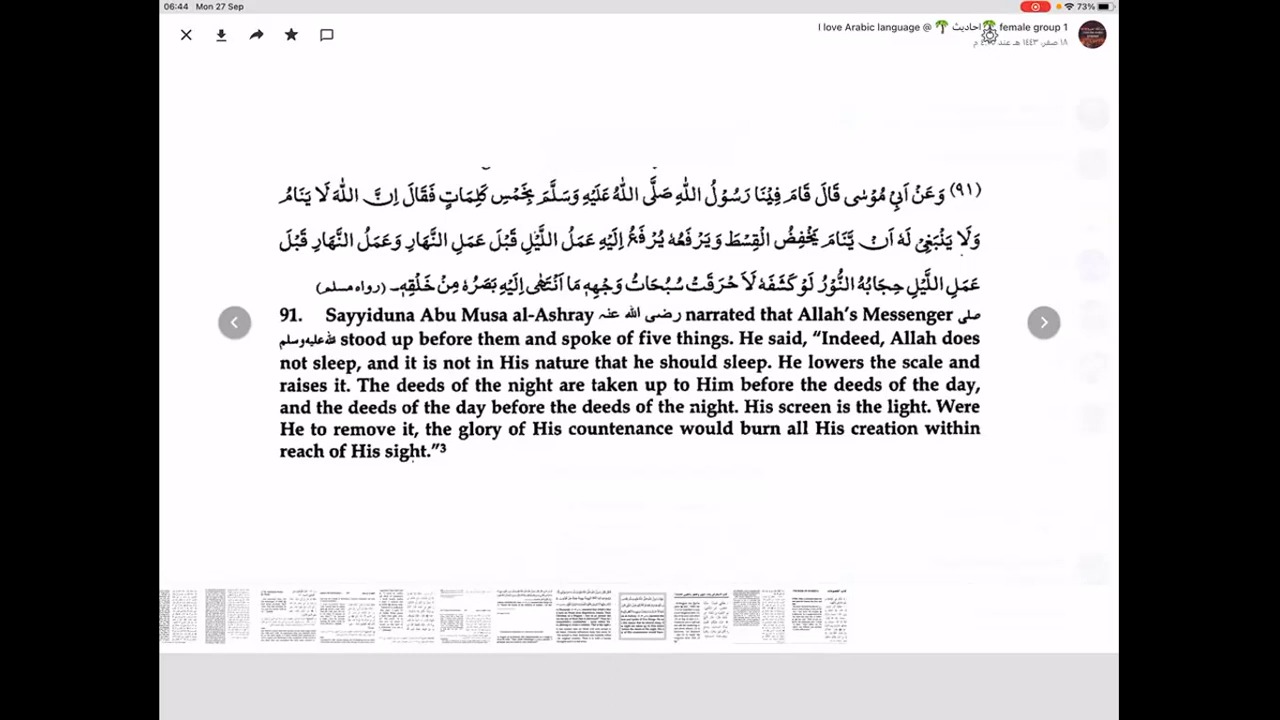 06:44 Mon 27 Sep
73%
I love Arabic language @ 🌴 احاديث 🌴 female group 1
١٨ صفر، ١٤٤٣ هـ عند
(٩١) وَعَنْ اَبِيْ مُوْسٰى قَالَ قَامَ فِيْنَا رَسُوْلُ اللّٰهِ صَلَّى اللّٰهُ عَلَيْهِ وَسَلَّمَ بِخَمْسِ كَلِمَاتٍ فَقَالَ اِنَّ اللّٰهَ لَا يَنَامُ
وَلَا يَنْبَغِيْ لَهٗ اَنْ يَّنَامَ يَخْفِضُ الْقِسْطَ وَيَرْفَعُهٗ يُرْفَعُ اِلَيْهِ عَمَلُ اللَّيْلِ قَبْلَ عَمَلِ النَّهَارِ وَعَمَلُ النَّهَارِ قَبْلَ
عَمَلِ اللَّيْلِ حِجَابُهُ النُّوْرُ لَوْ كَشَفَهٗ لَاَحْرَقَتْ سُبُحَاتُ وَجْهِهٖ مَا انْتَهٰى اِلَيْهِ بَصَرُهٗ مِنْ خَلْقِهٖ۔ (رواه مسلم)
91. Sayyiduna Abu Musa al-Ashray رضى الله عنه narrated that Allah’s Messenger صلى
الله عليه وسلم stood up before them and spoke of five things. He said, “Indeed, Allah does
not sleep, and it is not in His nature that he should sleep. He lowers the scale and
raises it. The deeds of the night are taken up to Him before the deeds of the day,
and the deeds of the day before the deeds of the night. His screen is the light. Were
He to remove it, the glory of His countenance would burn all His creation within
reach of His sight.”3